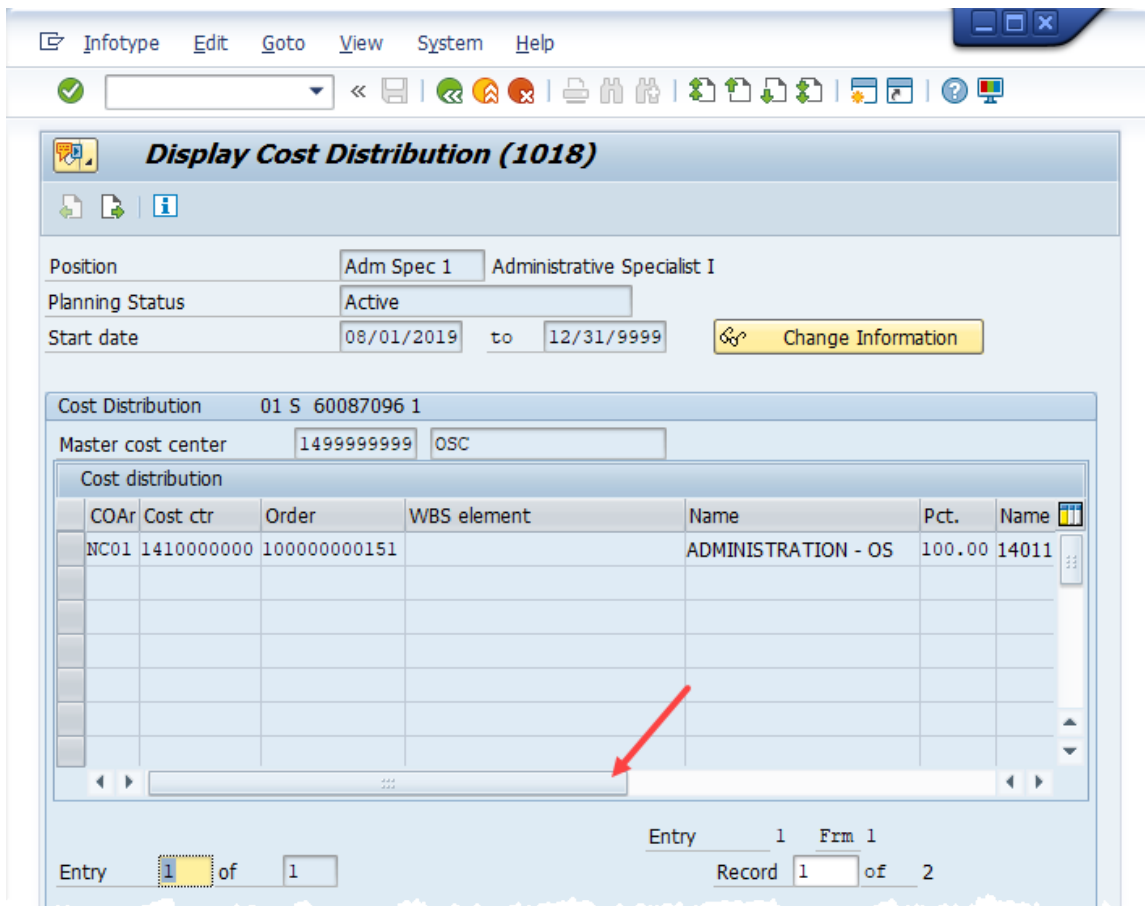 Infotype Edit Goto View System Help
Display Cost Distribution (1018)
Position Adm Spec 1 Administrative Specialist I
Planning Status Active
Start date 08/01/2019 to 12/31/9999 Change Information
Cost Distribution 01 S 60087096 1
Master cost center 1499999999 OSC
Cost distribution
COAr Cost ctr Order WBS element Name Pct. Name
NC01 1410000000 100000000151 ADMINISTRATION - OS 100.00 14011
Entry 1 Frm 1
Entry 1 of 1 Record 1 of 2